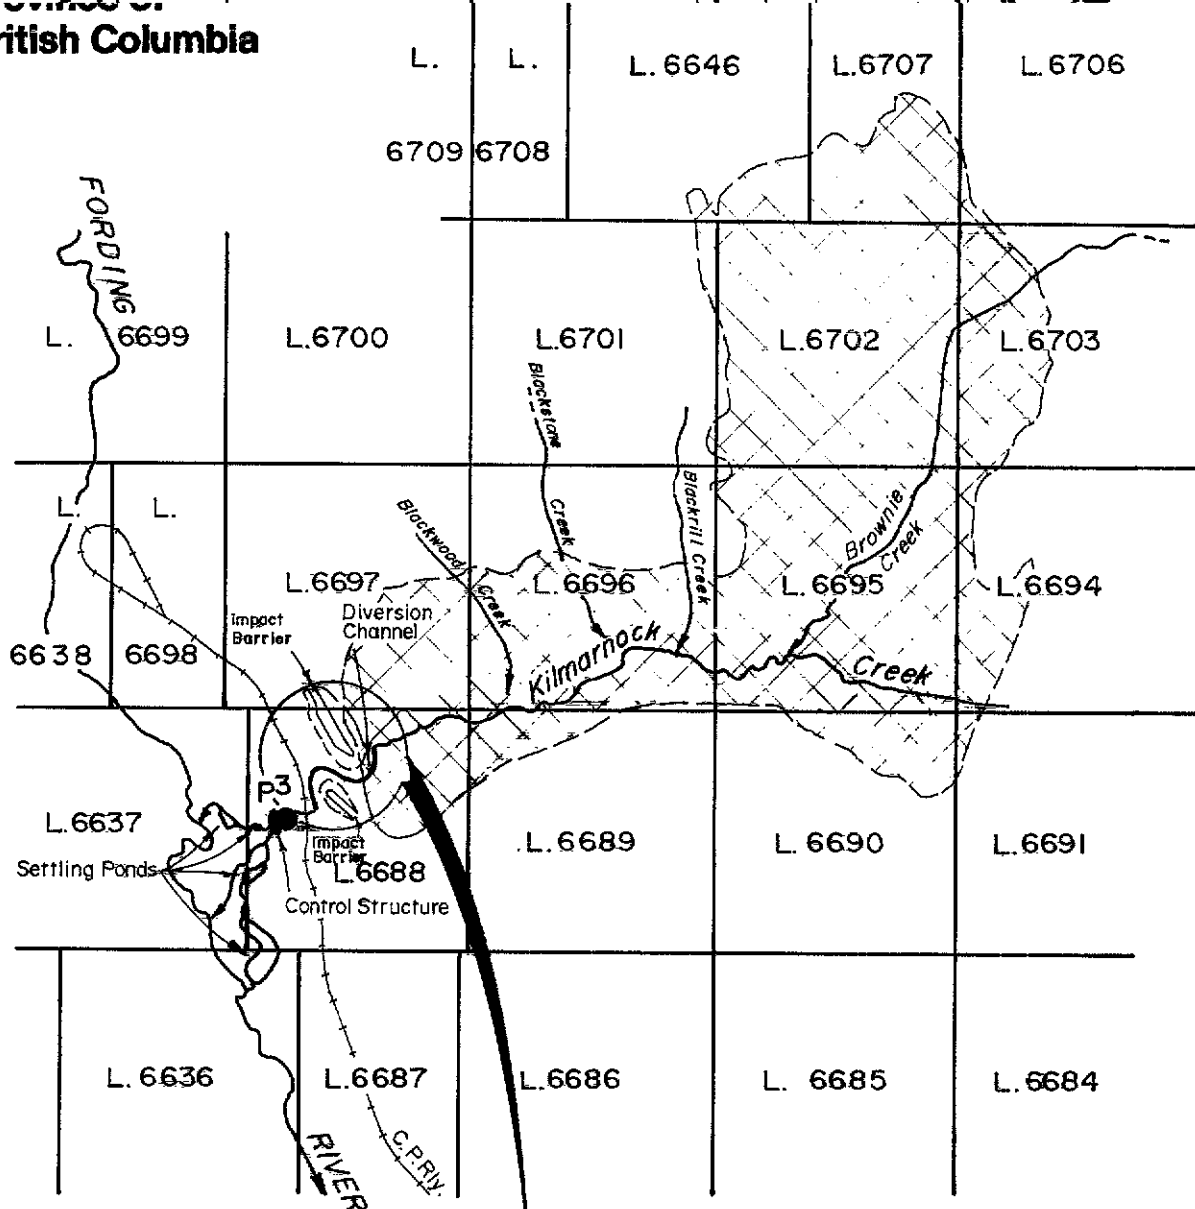 British Columbia
L.
L.
L. 6646
L.6707
L.6706
6709
6708
FORDING
L.
6699
L.6700
L.6701
L.6702
L.6703
Blackstone
Creek
L.
L.
Blackwood
Creek
Blackrill Creek
Brownie
Creek
L.6697
L.6696
L.6695
L.6694
Impact
Barrier
Diversion
Channel
6638
6698
Kilmarnock
Creek
P3
L.6637
Impact
Barrier
L.6688
L.6689
L.6690
L.6691
Settling Ponds
Control Structure
L. 6636
L.6687
L.6686
L. 6685
L.6684
C.P.Rly.
RIVER